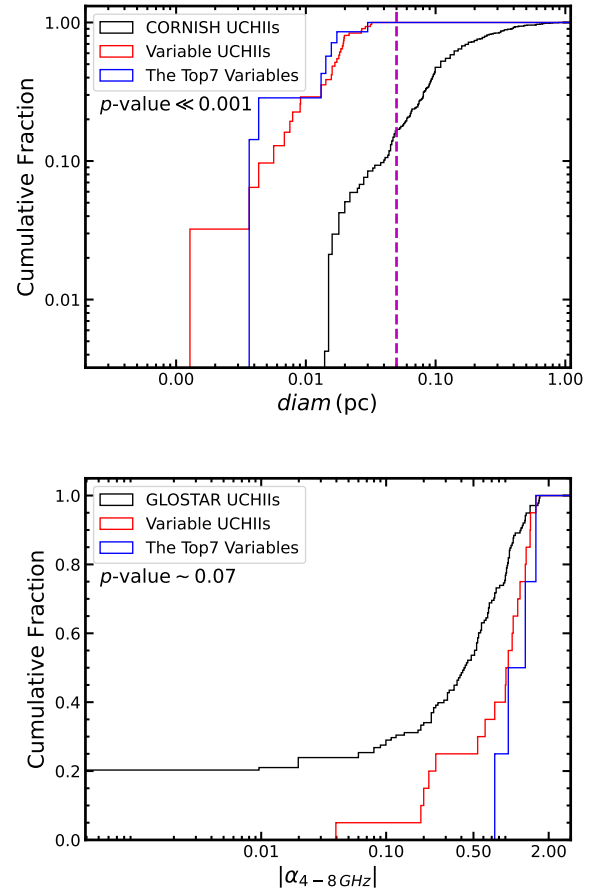 1.00
0.10
0.01
Cumulative Fraction
CORNISH UCHIIs
Variable UCHIIs
The Top7 Variables
p-value ≪ 0.001
0.00 0.01 0.10 1.00
diam (pc)
1.0
0.8
0.6
0.4
0.2
0.0
Cumulative Fraction
GLOSTAR UCHIIs
Variable UCHIIs
The Top7 Variables
p-value ~ 0.07
0.01 0.10 0.50 2.00
|α4 − 8 GHz|